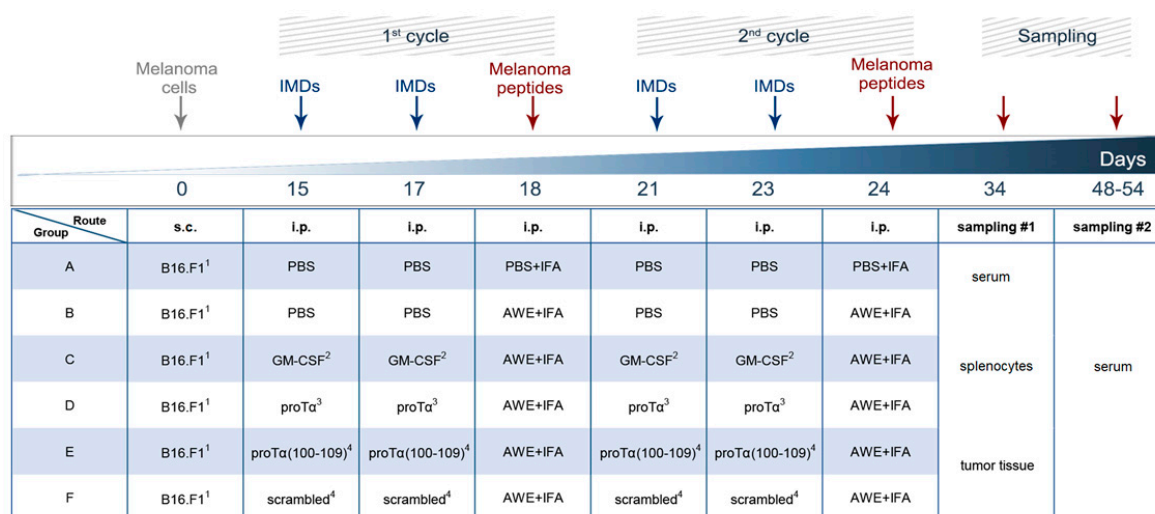 1st cycle 2nd cycle Sampling
Melanoma cells IMDs IMDs Melanoma peptides IMDs IMDs Melanoma peptides
Days
0 15 17 18 21 23 24 34 48-54
Route
Group s.c. i.p. i.p. i.p. i.p. i.p. i.p. sampling #1 sampling #2
A B16.F1¹ PBS PBS PBS+IFA PBS PBS PBS+IFA serum
B B16.F1¹ PBS PBS AWE+IFA PBS PBS AWE+IFA
C B16.F1¹ GM-CSF² GM-CSF² AWE+IFA GM-CSF² GM-CSF² AWE+IFA splenocytes serum
D B16.F1¹ proTα³ proTα³ AWE+IFA proTα³ proTα³ AWE+IFA
E B16.F1¹ proTα(100-109)⁴ proTα(100-109)⁴ AWE+IFA proTα(100-109)⁴ proTα(100-109)⁴ AWE+IFA tumor tissue
F B16.F1¹ scrambled⁴ scrambled⁴ AWE+IFA scrambled⁴ scrambled⁴ AWE+IFA